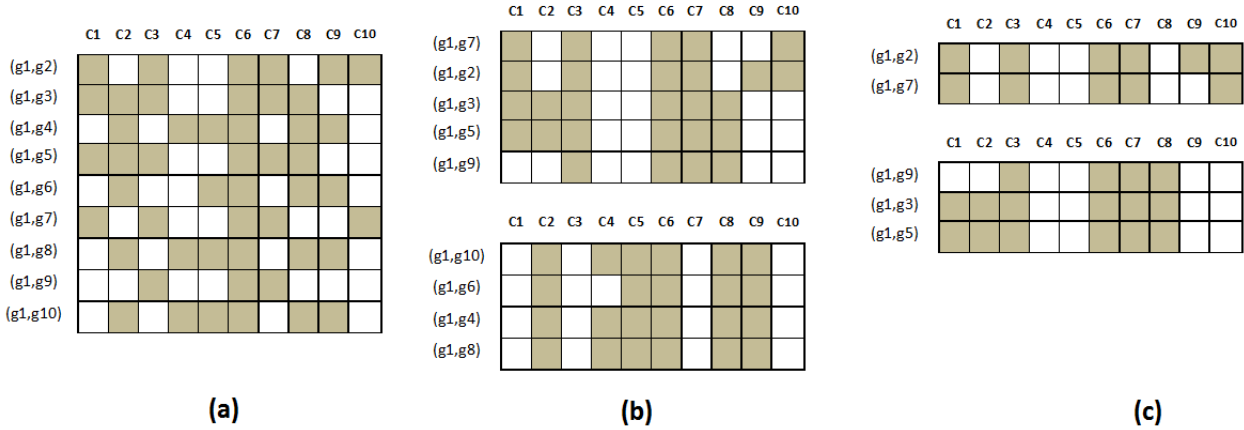 C1 C2 C3 C4 C5 C6 C7 C8 C9 C10
(g1,g2)
(g1,g3)
(g1,g4)
(g1,g5)
(g1,g6)
(g1,g7)
(g1,g8)
(g1,g9)
(g1,g10)
(a)
C1 C2 C3 C4 C5 C6 C7 C8 C9 C10
(g1,g7)
(g1,g2)
(g1,g3)
(g1,g5)
(g1,g9)
C1 C2 C3 C4 C5 C6 C7 C8 C9 C10
(g1,g10)
(g1,g6)
(g1,g4)
(g1,g8)
(b)
C1 C2 C3 C4 C5 C6 C7 C8 C9 C10
(g1,g2)
(g1,g7)
C1 C2 C3 C4 C5 C6 C7 C8 C9 C10
(g1,g9)
(g1,g3)
(g1,g5)
(c)